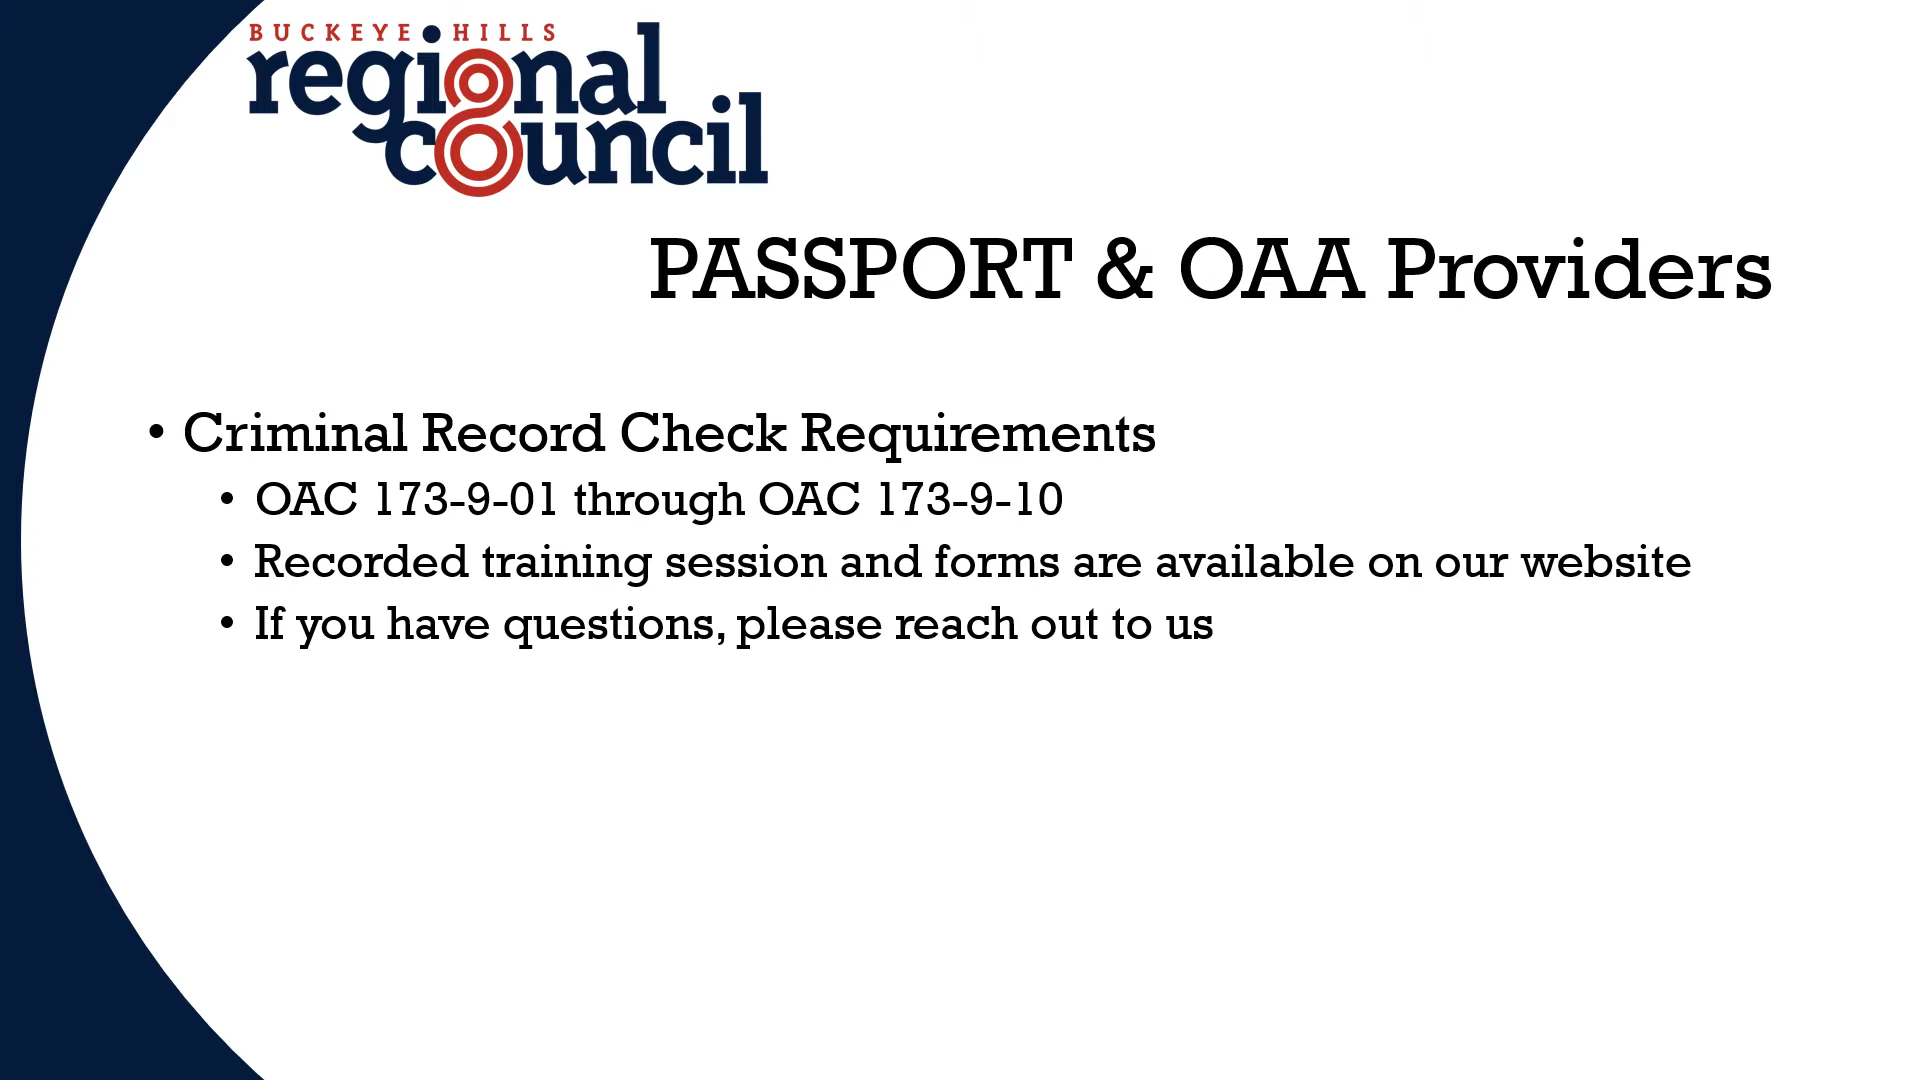 BUCKEYE HILLS
regional
council
PASSPORT & OAA Providers
• Criminal Record Check Requirements
• OAC 173-9-01 through OAC 173-9-10
• Recorded training session and forms are available on our website
• If you have questions, please reach out to us